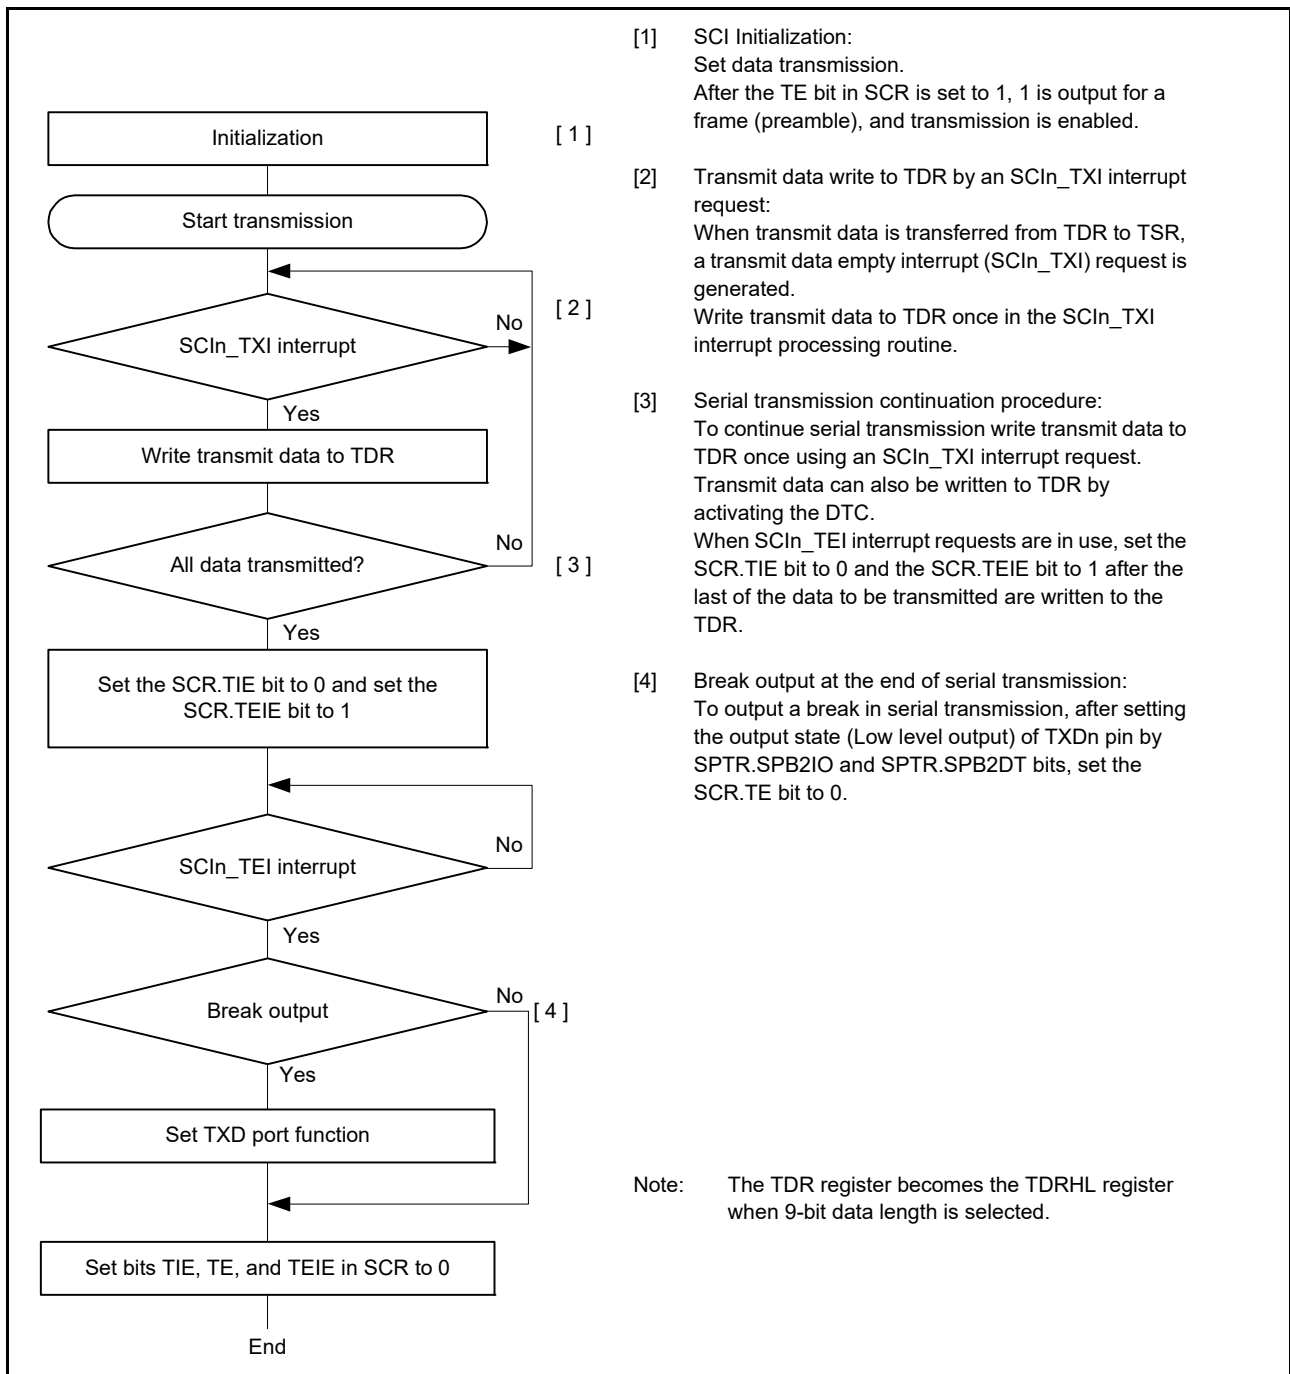 Initialization
[ 1 ]
Start transmission
[ 2 ]
No
SCIn_TXI interrupt
Yes
Write transmit data to TDR
No
All data transmitted?
[ 3 ]
Yes
Set the SCR.TIE bit to 0 and set the
SCR.TEIE bit to 1
No
SCIn_TEI interrupt
Yes
No
[ 4 ]
Break output
Yes
Set TXD port function
Set bits TIE, TE, and TEIE in SCR to 0
End
[1] SCI Initialization:
Set data transmission.
After the TE bit in SCR is set to 1, 1 is output for a
frame (preamble), and transmission is enabled.
[2] Transmit data write to TDR by an SCIn_TXI interrupt
request:
When transmit data is transferred from TDR to TSR,
a transmit data empty interrupt (SCIn_TXI) request is
generated.
Write transmit data to TDR once in the SCIn_TXI
interrupt processing routine.
[3] Serial transmission continuation procedure:
To continue serial transmission write transmit data to
TDR once using an SCIn_TXI interrupt request.
Transmit data can also be written to TDR by
activating the DTC.
When SCIn_TEI interrupt requests are in use, set the
SCR.TIE bit to 0 and the SCR.TEIE bit to 1 after the
last of the data to be transmitted are written to the
TDR.
[4] Break output at the end of serial transmission:
To output a break in serial transmission, after setting
the output state (Low level output) of TXDn pin by
SPTR.SPB2IO and SPTR.SPB2DT bits, set the
SCR.TE bit to 0.
Note: The TDR register becomes the TDRHL register
when 9-bit data length is selected.